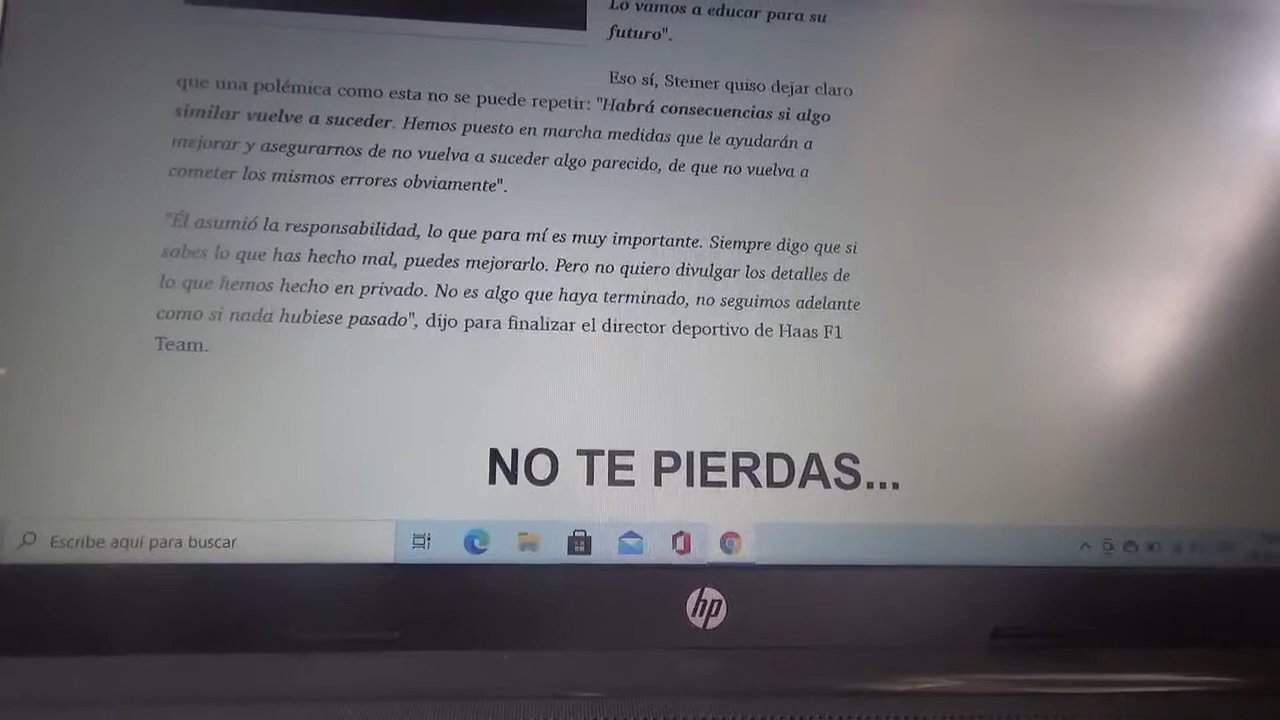 Lo vamos a educar para su
futuro".
Eso sí, Steiner quiso dejar claro
que una polémica como esta no se puede repetir: "Habrá consecuencias si algo
similar vuelve a suceder. Hemos puesto en marcha medidas que le ayudarán a
mejorar y asegurarnos de no vuelva a suceder algo parecido, de que no vuelva a
cometer los mismos errores obviamente".
"Él asumió la responsabilidad, lo que para mí es muy importante. Siempre digo que si
sabes lo que has hecho mal, puedes mejorarlo. Pero no quiero divulgar los detalles de
lo que hemos hecho en privado. No es algo que haya terminado, no seguimos adelante
como si nada hubiese pasado", dijo para finalizar el director deportivo de Haas F1
Team.
NO TE PIERDAS...
Escribe aquí para buscar
hp